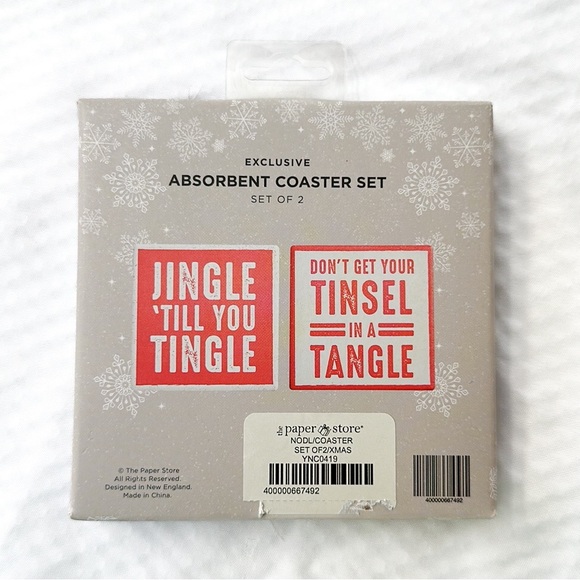 EXCLUSIVE
ABSORBENT COASTER SET
SET OF 2
JINGLE
'TILL YOU
TINGLE
DON'T GET YOUR
TINSEL
IN A
TANGLE
the paper store®
NODL/COASTER
SET OF2/XMAS
YNC0419
400000667492
© The Paper Store
All Rights Reserved.
Designed in New England.
Made in China.
400000667492